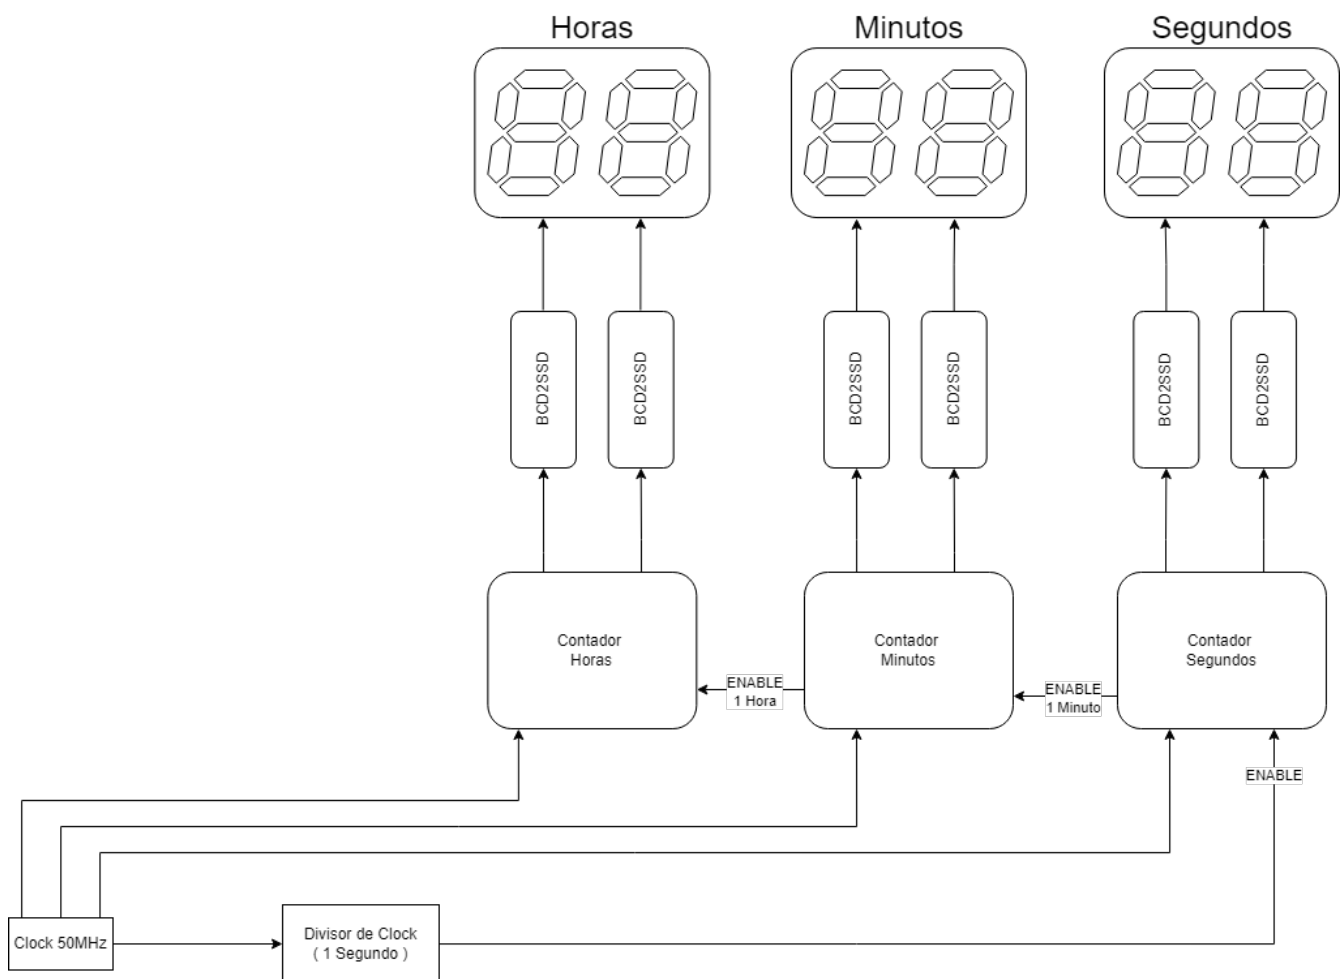 Horas
Minutos
Segundos
BCD2SSD
BCD2SSD
BCD2SSD
BCD2SSD
BCD2SSD
BCD2SSD
Contador
Horas
Contador
Minutos
Contador
Segundos
ENABLE
1 Hora
ENABLE
1 Minuto
ENABLE
Clock 50MHz
Divisor de Clock
( 1 Segundo )